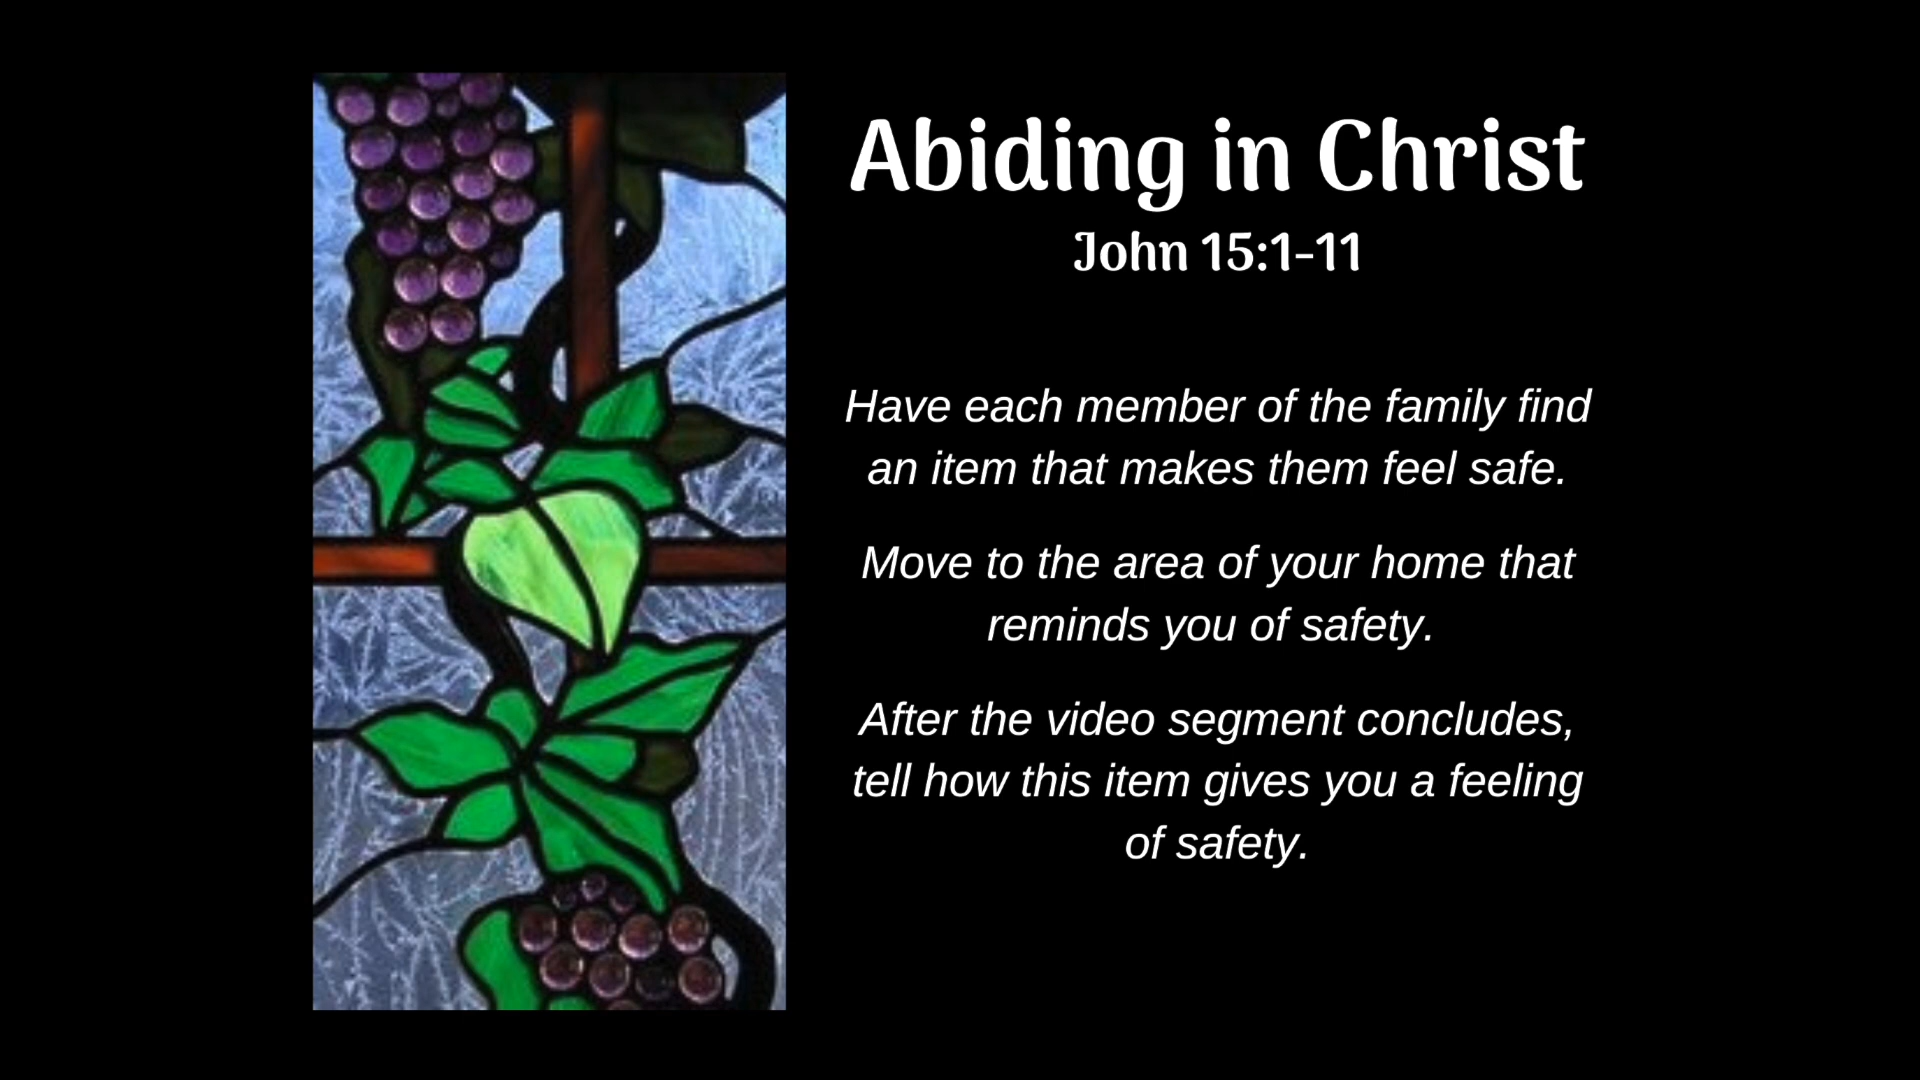 Abiding in Christ
John 15:1-11
Have each member of the family find
an item that makes them feel safe.
Move to the area of your home that
reminds you of safety.
After the video segment concludes,
tell how this item gives you a feeling
of safety.